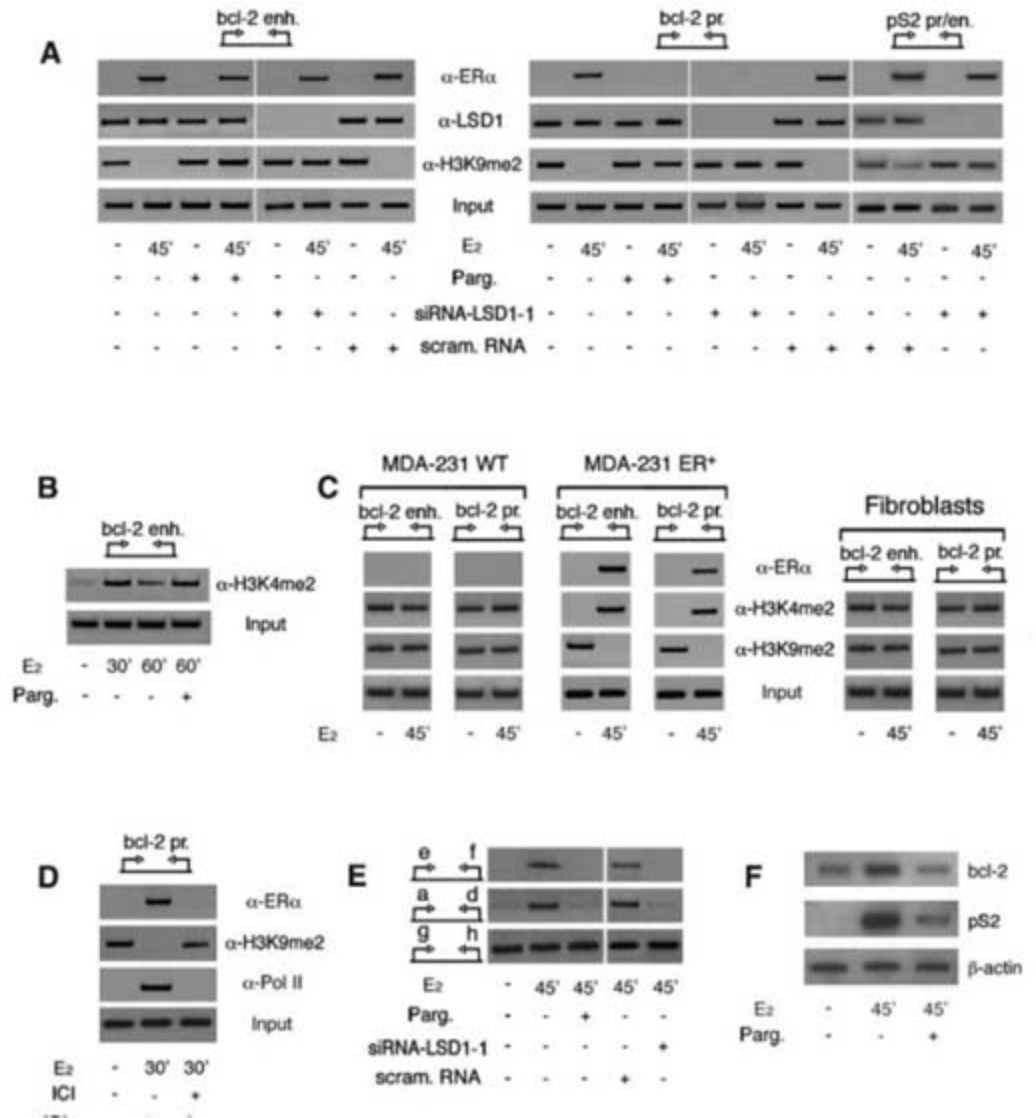 A
bcl-2 enh.
bcl-2 pr.
pS2 pr/en.
α-ERα
α-LSD1
α-H3K9me2
Input
- 45' - 45' - 45' - 45' E2 - 45' - 45' - 45' - 45' - 45' - 45'
- - + + - - - - Parg. - - + + - - - - - - - -
- - - - + + - - siRNA-LSD1-1 - - - - + + - - - - + +
- - - - - - + + scram. RNA - - - - - - + + + + - -
B
bcl-2 enh.
α-H3K4me2
Input
E2 - 30' 60' 60'
Parg. - - - +
C
MDA-231 WT MDA-231 ER+
Fibroblasts
bcl-2 enh. bcl-2 pr. bcl-2 enh. bcl-2 pr. bcl-2 enh. bcl-2 pr.
α-ERα
α-H3K4me2
α-H3K9me2
Input
E2 - 45' - 45' - 45' - 45' - 45' - 45'
D
bcl-2 pr.
α-ERα
α-H3K9me2
α-Pol II
Input
E2 - 30' 30'
ICI - - +
E
e f
a d
g h
E2 - 45' 45' 45' 45'
Parg. - - + - -
siRNA-LSD1-1 - - - - +
scram. RNA - - - + -
F
bcl-2
pS2
β-actin
E2 - 45' 45'
Parg. - - +